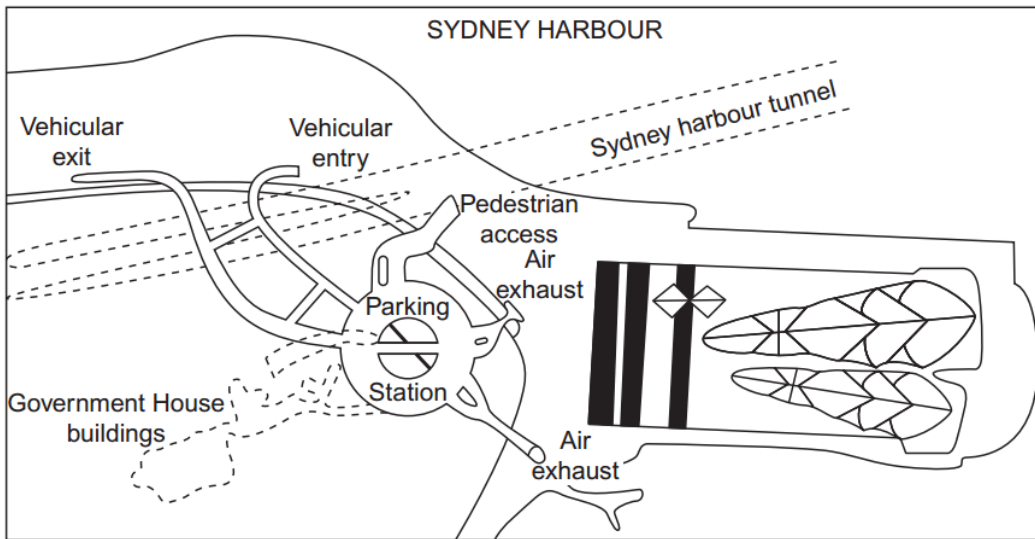 SYDNEY HARBOUR
Sydney harbour tunnel
Vehicular
exit
Vehicular
entry
Pedestrian
access
Air
exhaust
Parking
Station
Government House
buildings
Air
exhaust